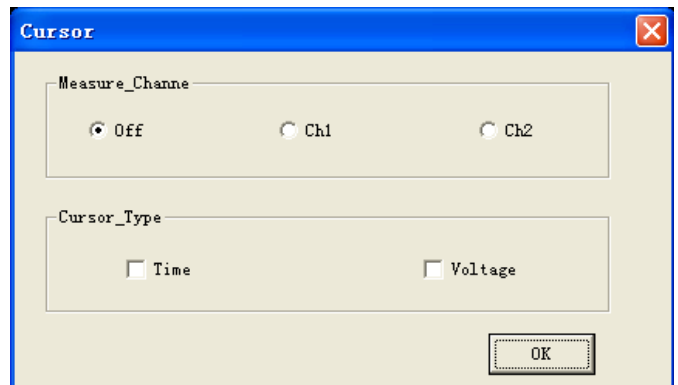 Cursor
Measure_Channe
Off Ch1 Ch2
Cursor_Type
Time Voltage
OK